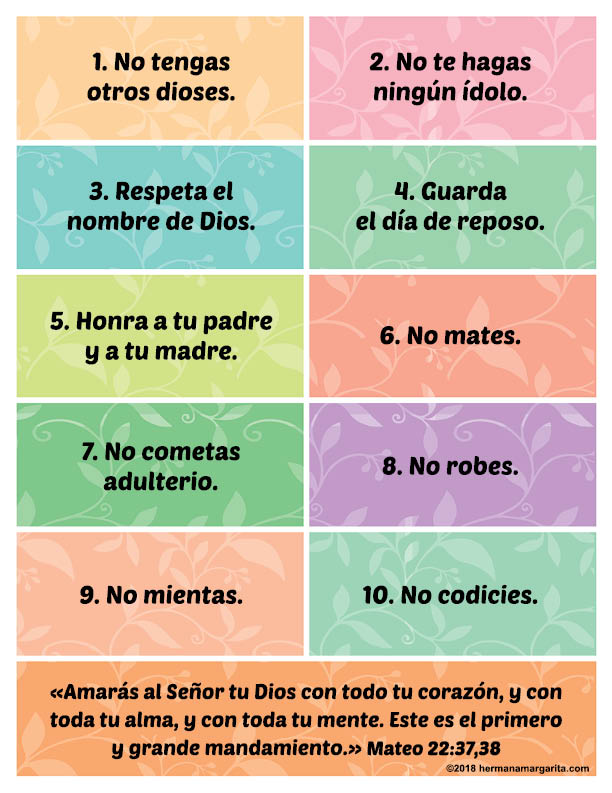 1. No tengas
otros dioses.
2. No te hagas
ningún ídolo.
3. Respeta el
nombre de Dios.
4. Guarda
el día de reposo.
5. Honra a tu padre
y a tu madre.
6. No mates.
7. No cometas
adulterio.
8. No robes.
9. No mientas.
10. No codicies.
«Amarás al Señor tu Dios con todo tu corazón, y con
toda tu alma, y con toda tu mente. Este es el primero
y grande mandamiento.» Mateo 22:37,38
©2018 hermanamargarita.com